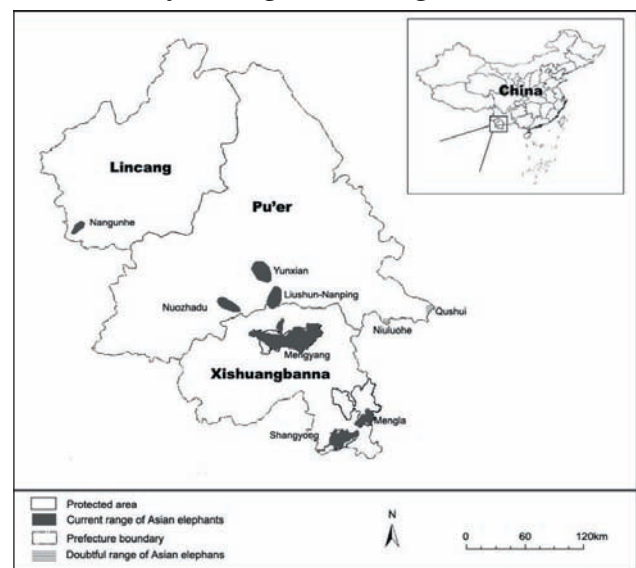 China
Lincang
Nangunhe
Pu'er
Yunxian
Liushun-Nanping
Nuozhadu
Qushui
Niuluohe
Mengyang
Xishuangbanna
Mengla
Shangyong
Protected area
Current range of Asian elephants
Prefecture boundary
Doubtful range of Asian elephans
N
0 60 120km